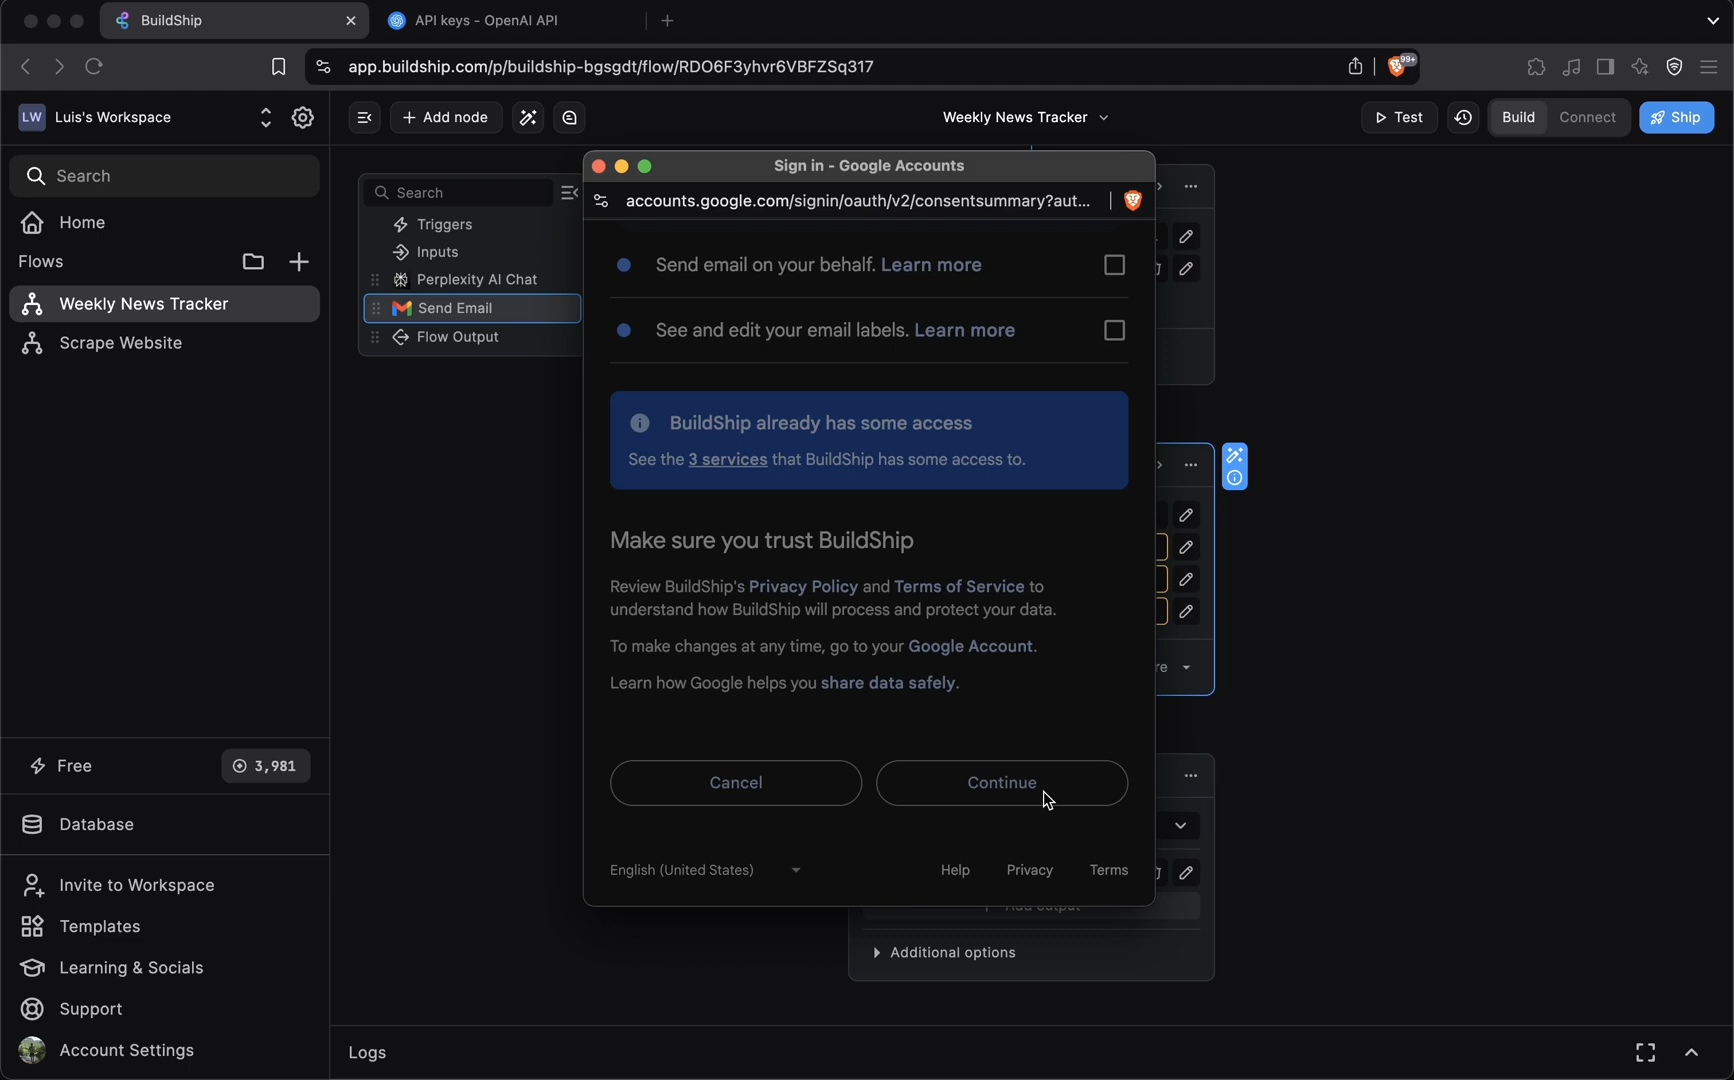 BuildShip
API keys - OpenAI API
app.buildship.com/p/buildship-bgsgdt/flow/RDO6F3yhvr6VBFZSq317
99+
LW Luis's Workspace
Add node
Weekly News Tracker
Test
Build
Connect
Ship
Search
Home
Flows
Weekly News Tracker
Scrape Website
Search
Triggers
Inputs
Perplexity AI Chat
Send Email
Flow Output
Sign in - Google Accounts
accounts.google.com/signin/oauth/v2/consentsummary?aut...
Send email on your behalf. Learn more
See and edit your email labels. Learn more
BuildShip already has some access
See the 3 services that BuildShip has some access to.
Make sure you trust BuildShip
Review BuildShip's Privacy Policy and Terms of Service to
understand how BuildShip will process and protect your data.
To make changes at any time, go to your Google Account.
Learn how Google helps you share data safely.
Cancel
Continue
English (United States)
Help
Privacy
Terms
Additional options
Free
3,981
Database
Invite to Workspace
Templates
Learning & Socials
Support
Account Settings
Logs